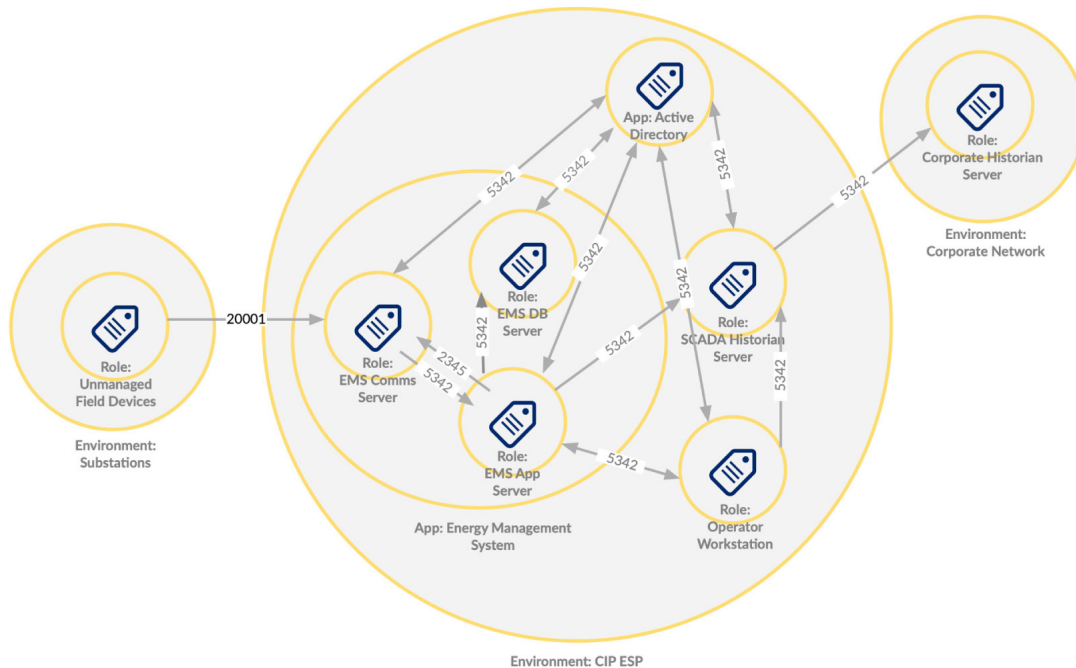 App: Active
Directory
Role:
Corporate Historian
Server
Environment:
Corporate Network
5342
5342
5342
5342
5342
5342
Role:
EMS DB
Server
Role:
SCADA Historian
Server
20001
Role:
Unmanaged
Field Devices
Environment:
Substations
Role:
EMS Comms
Server
5342
2345
5342
5342
5342
Role:
EMS App
Server
5342
Role:
Operator
Workstation
App: Energy Management
System
Environment: CIP ESP